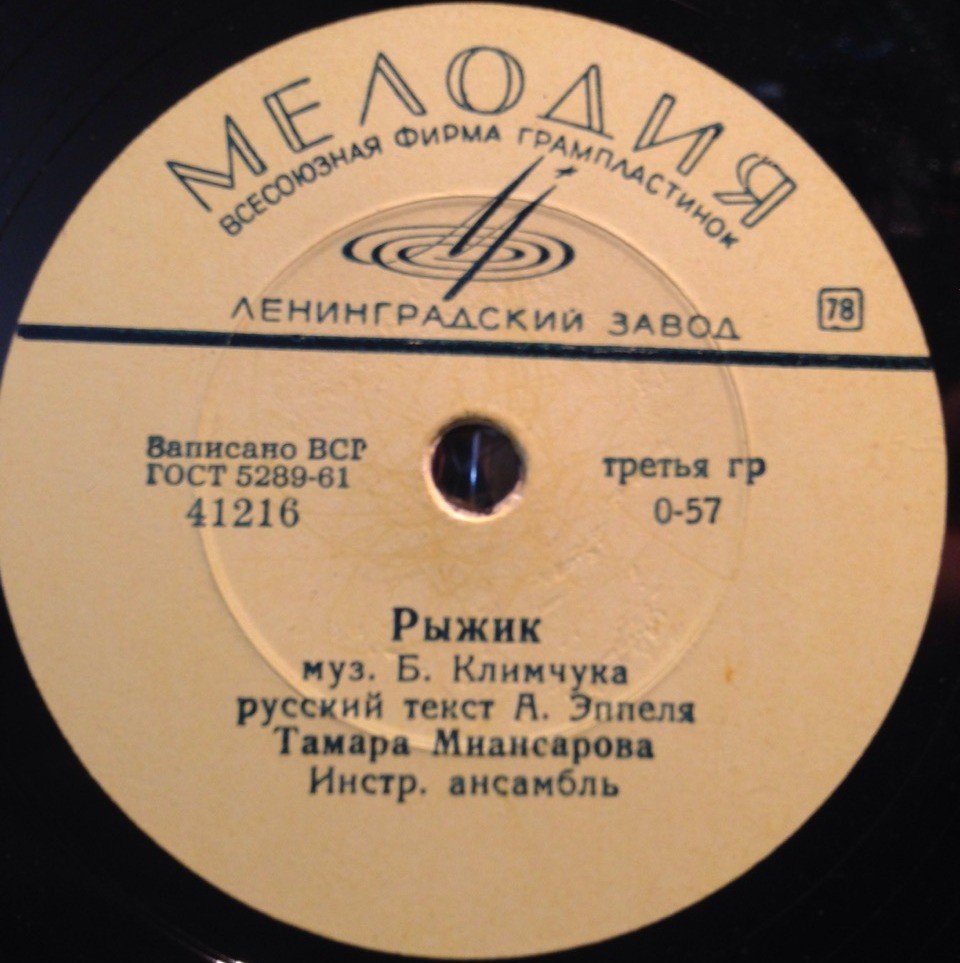 МЕЛОДИЯ
ВСЕСОЮЗНАЯ ФИРМА ГРАМПЛАСТИНОК
ЛЕНИНГРАДСКИЙ ЗАВОД
78
Записано ВСГ
ГОСТ 5289-61
41216
третья гр
0-57
Рыжик
муз. Б. Климчука
русский текст А. Эппеля
Тамара Миансарова
Инстр. ансамбль